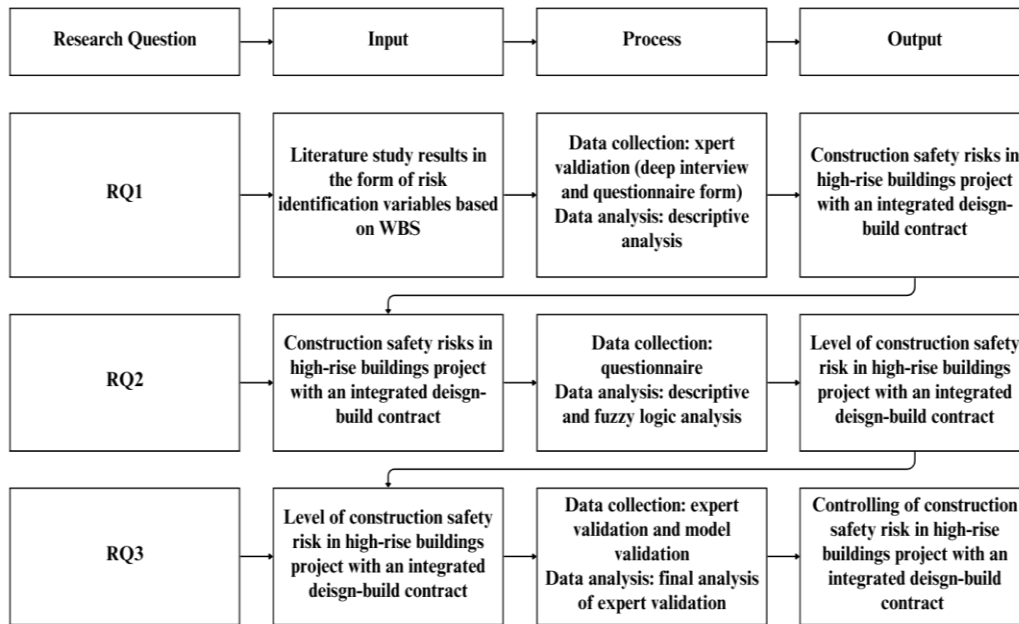 Research Question
Input
Process
Output
RQ1
Literature study results in
the form of risk
identification variables based
on WBS
Data collection: xpert
valdiation (deep interview
and questionnaire form)
Data analysis: descriptive
analysis
Construction safety risks in
high-rise buildings project
with an integrated deisgn-
build contract
RQ2
Construction safety risks in
high-rise buildings project
with an integrated deisgn-
build contract
Data collection:
questionnaire
Data analysis: descriptive
and fuzzy logic analysis
Level of construction safety
risk in high-rise buildings
project with an integrated
deisgn-build contract
RQ3
Level of construction safety
risk in high-rise buildings
project with an integrated
deisgn-build contract
Data collection: expert
validation and model
validation
Data analysis: final analysis
of expert validation
Controlling of construction
safety risk in high-rise
buildings project with an
integrated deisgn-build
contract